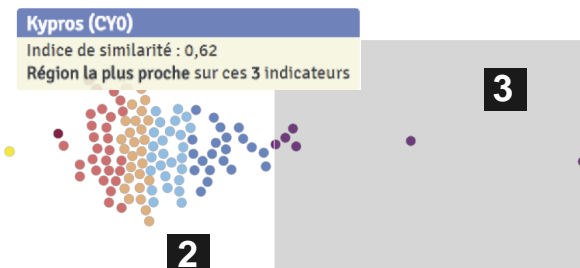 Kypros (CY0)
Indice de similarité : 0,62
Région la plus proche sur ces 3 indicateurs
3
2